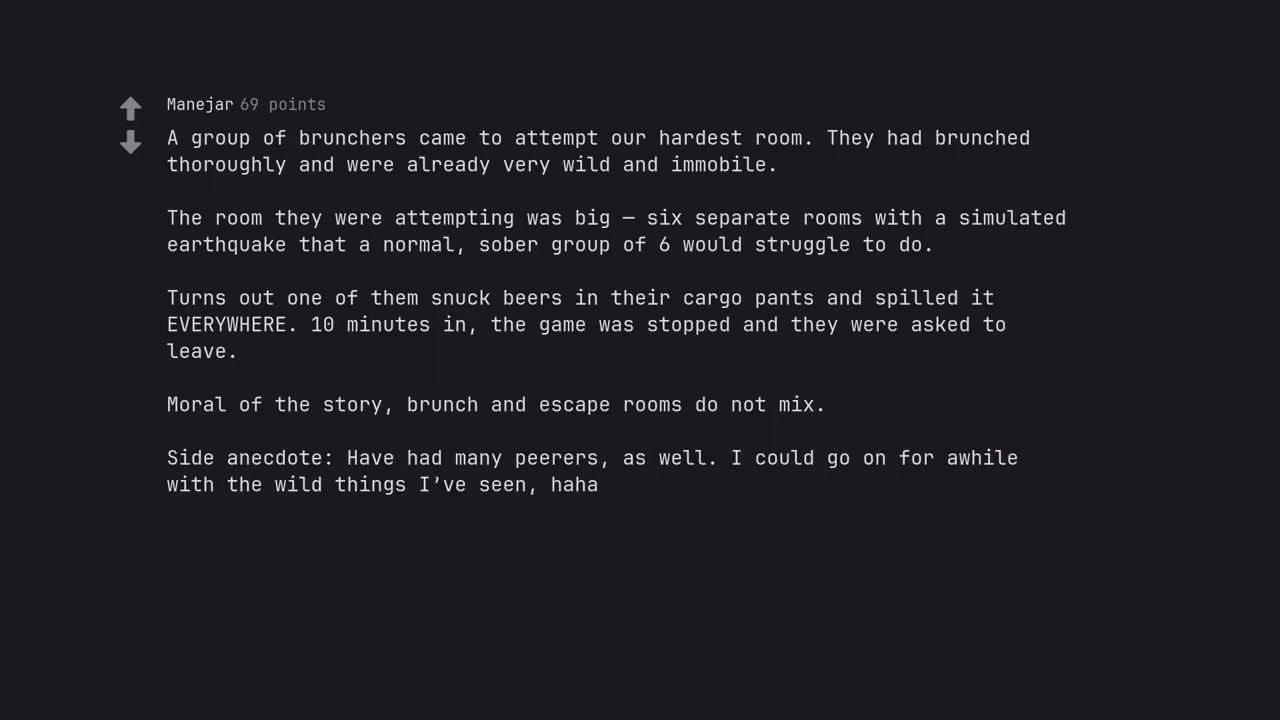 Manejar 69 points
A group of brunchers came to attempt our hardest room. They had brunched
thoroughly and were already very wild and immobile.
The room they were attempting was big — six separate rooms with a simulated
earthquake that a normal, sober group of 6 would struggle to do.
Turns out one of them snuck beers in their cargo pants and spilled it
EVERYWHERE. 10 minutes in, the game was stopped and they were asked to
leave.
Moral of the story, brunch and escape rooms do not mix.
Side anecdote: Have had many peerers, as well. I could go on for awhile
with the wild things I’ve seen, haha